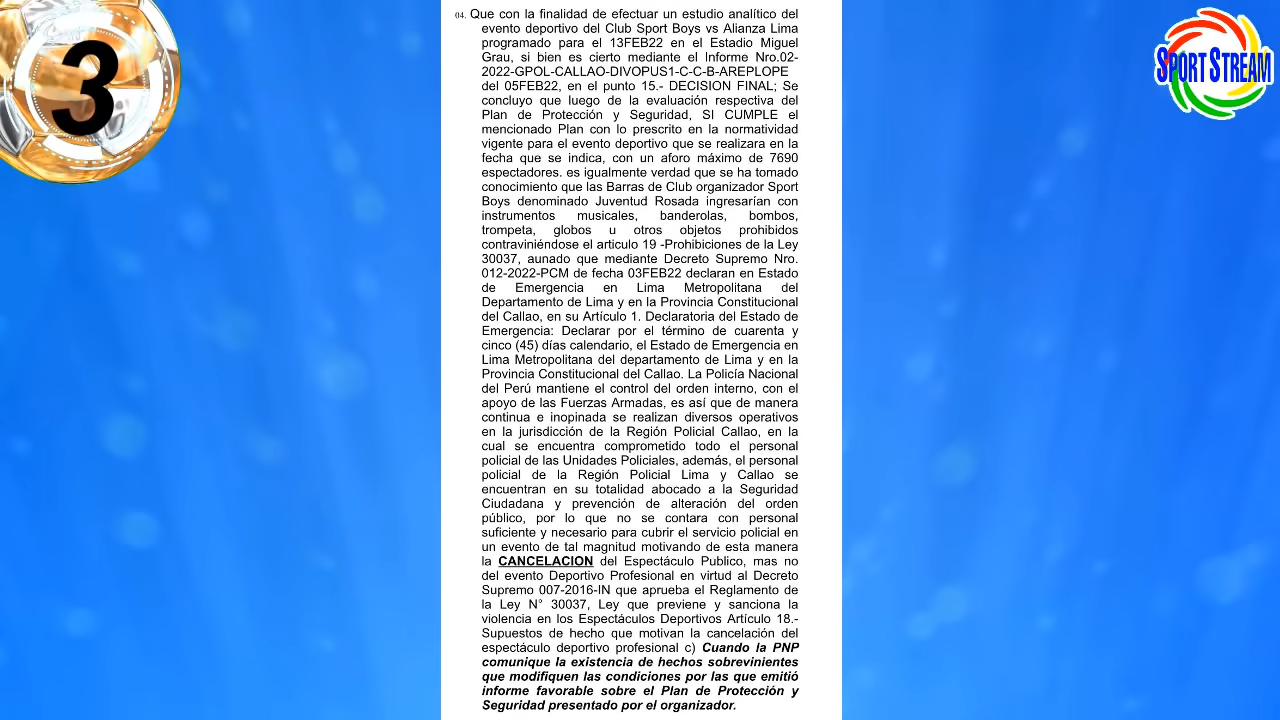 3
SPORT STREAM
04. Que con la finalidad de efectuar un estudio analítico del
evento deportivo del Club Sport Boys vs Alianza Lima
programado para el 13FEB22 en el Estadio Miguel
Grau, si bien es cierto mediante el Informe Nro.02-
2022-GPOL-CALLAO-DIVOPUS1-C-C-B-AREPLOPE
del 05FEB22, en el punto 15.- DECISION FINAL; Se
concluyo que luego de la evaluación respectiva del
Plan de Protección y Seguridad, SI CUMPLE el
mencionado Plan con lo prescrito en la normatividad
vigente para el evento deportivo que se realizara en la
fecha que se indica, con un aforo máximo de 7690
espectadores. es igualmente verdad que se ha tomado
conocimiento que las Barras de Club organizador Sport
Boys denominado Juventud Rosada ingresarían con
instrumentos musicales, banderolas, bombos,
trompeta, globos u otros objetos prohibidos
contraviniéndose el articulo 19 -Prohibiciones de la Ley
30037, aunado que mediante Decreto Supremo Nro.
012-2022-PCM de fecha 03FEB22 declaran en Estado
de Emergencia en Lima Metropolitana del
Departamento de Lima y en la Provincia Constitucional
del Callao, en su Artículo 1. Declaratoria del Estado de
Emergencia: Declarar por el término de cuarenta y
cinco (45) días calendario, el Estado de Emergencia en
Lima Metropolitana del departamento de Lima y en la
Provincia Constitucional del Callao. La Policía Nacional
del Perú mantiene el control del orden interno, con el
apoyo de las Fuerzas Armadas, es así que de manera
continua e inopinada se realizan diversos operativos
en la jurisdicción de la Región Policial Callao, en la
cual se encuentra comprometido todo el personal
policial de las Unidades Policiales, además, el personal
policial de la Región Policial Lima y Callao se
encuentran en su totalidad abocado a la Seguridad
Ciudadana y prevención de alteración del orden
público, por lo que no se contara con personal
suficiente y necesario para cubrir el servicio policial en
un evento de tal magnitud motivando de esta manera
la CANCELACION del Espectáculo Publico, mas no
del evento Deportivo Profesional en virtud al Decreto
Supremo 007-2016-IN que aprueba el Reglamento de
la Ley N° 30037, Ley que previene y sanciona la
violencia en los Espectáculos Deportivos Artículo 18.-
Supuestos de hecho que motivan la cancelación del
espectáculo deportivo profesional c) Cuando la PNP
comunique la existencia de hechos sobrevinientes
que modifiquen las condiciones por las que emitió
informe favorable sobre el Plan de Protección y
Seguridad presentado por el organizador.